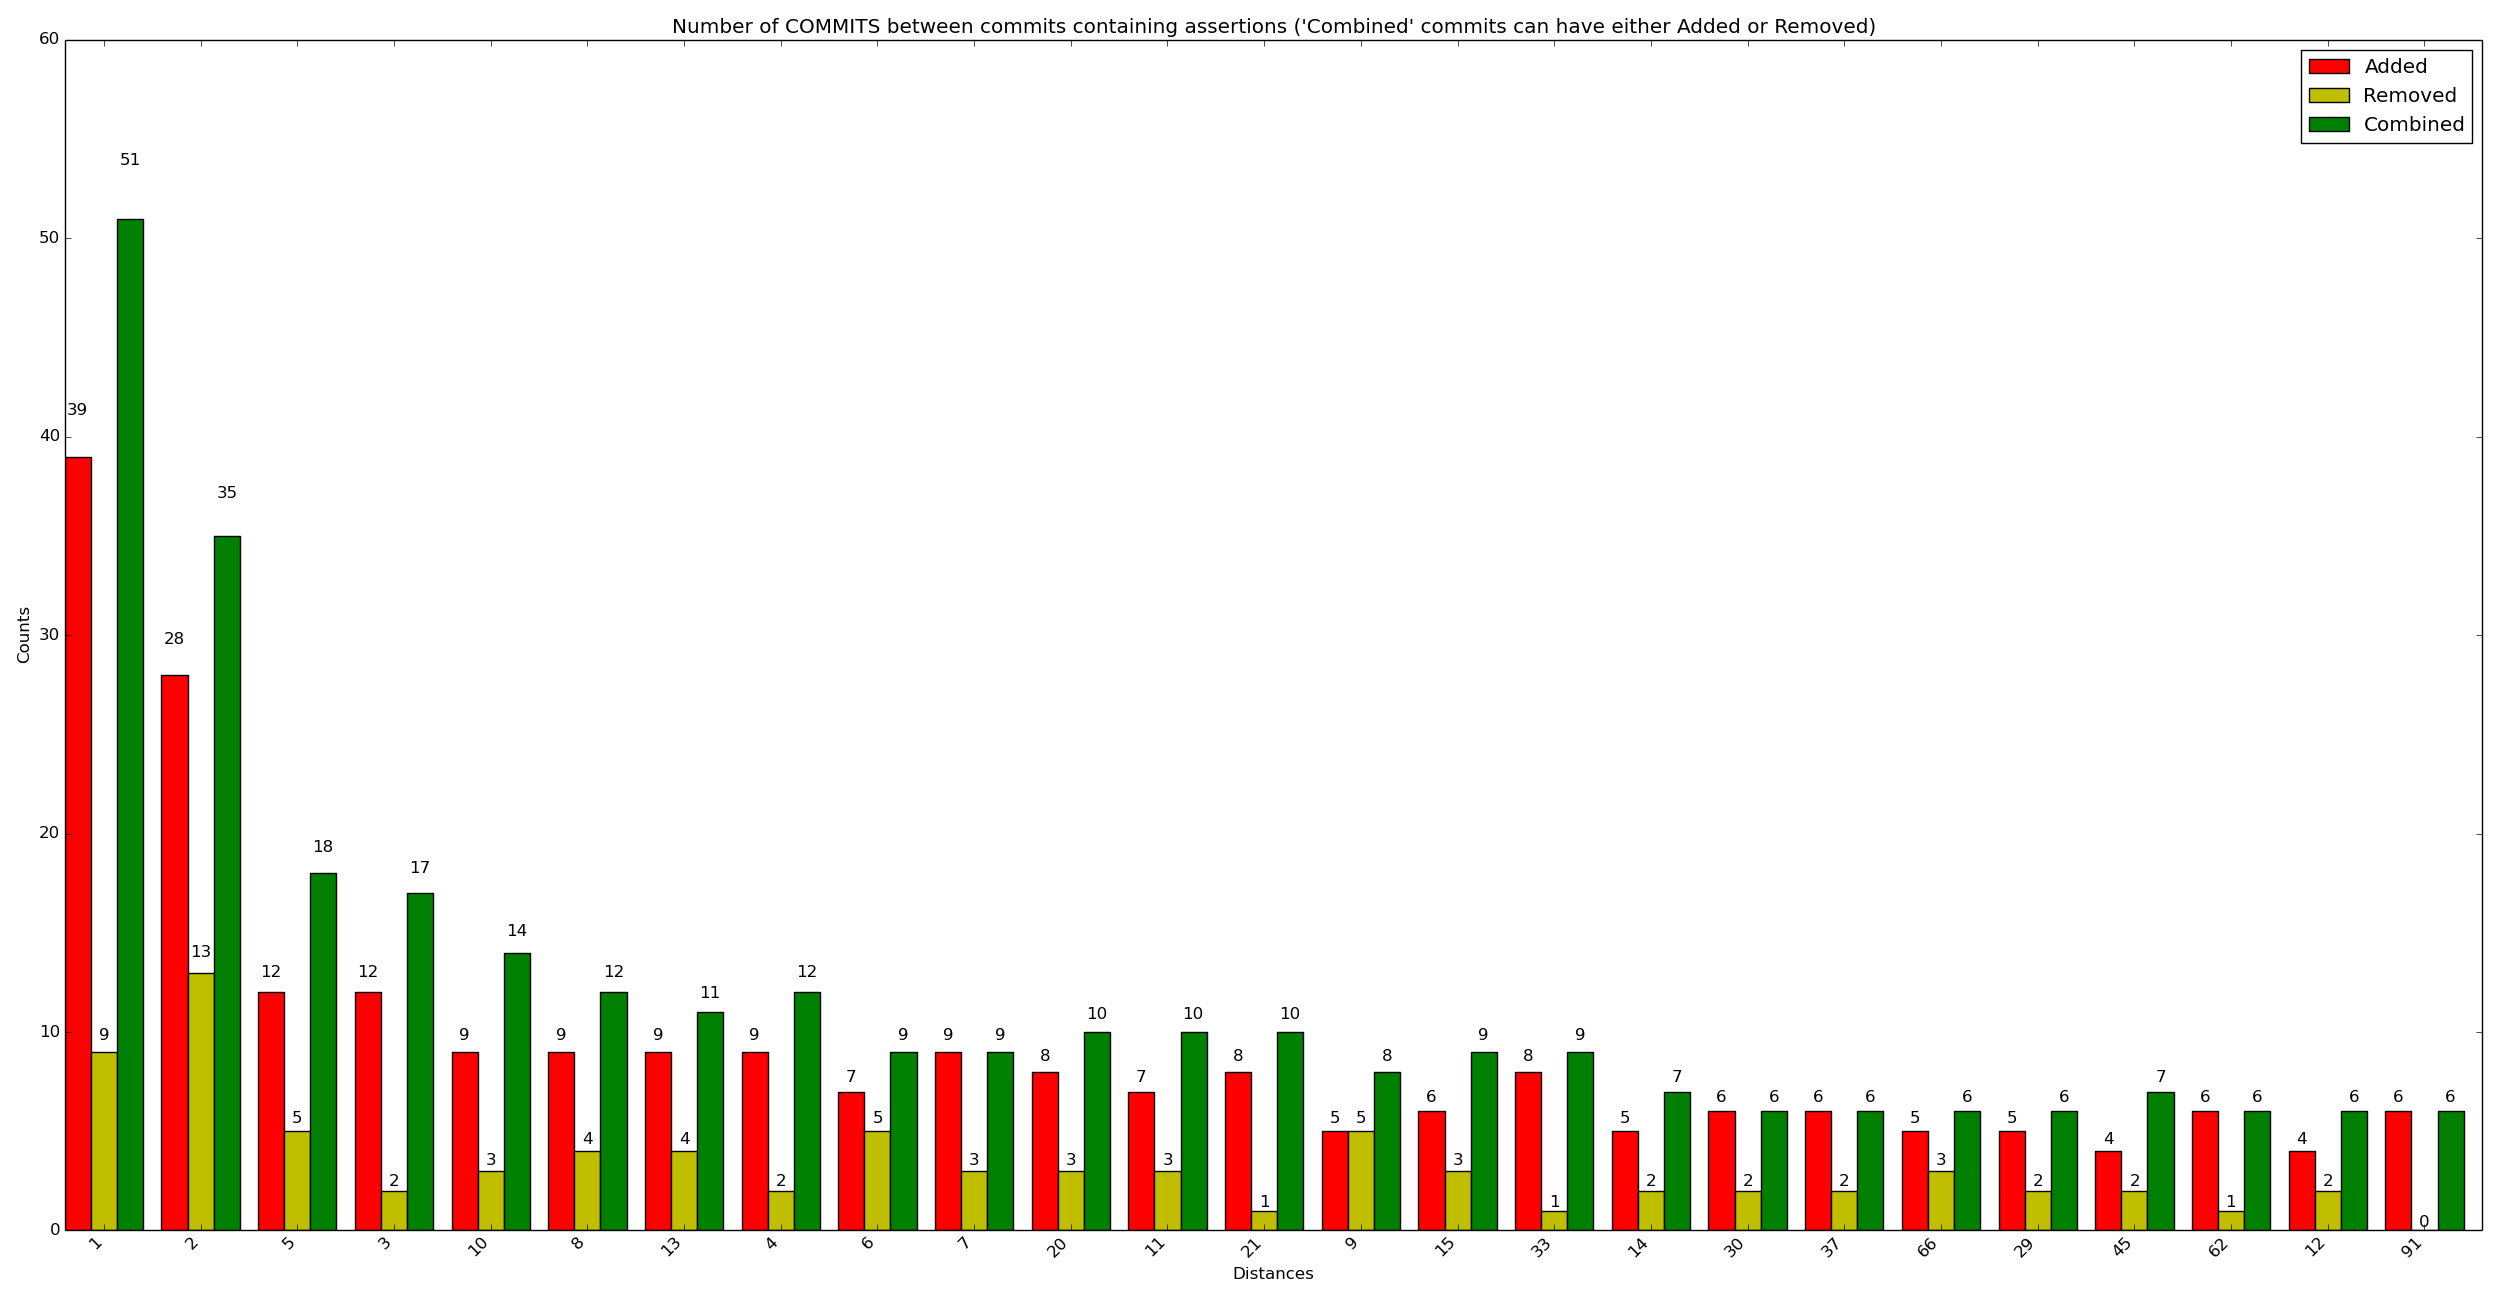 Number of COMMITS between commits containing assertions ('Combined' commits can have either Added or Removed)
Added
Removed
Combined
Counts
60
50
40
30
20
10
0
39 9 51
28 13 35
12 5 18
12 2 17
9 3 14
9 4 12
9 4 11
9 2 12
7 5 9
9 3 9
8 3 10
7 3 10
8 1 10
5 5 8
6 3 9
8 1 9
5 2 7
6 2 6
6 2 6
5 3 6
5 2 6
4 2 7
6 1 6
4 2 6
6 0 6
1 2 5 3 10 8 13 4 6 7 20 11 21 9 15 33 14 30 37 66 29 45 62 12 91
Distances